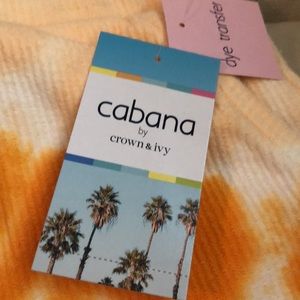 cabana
by
crown & ivy
dye transfer